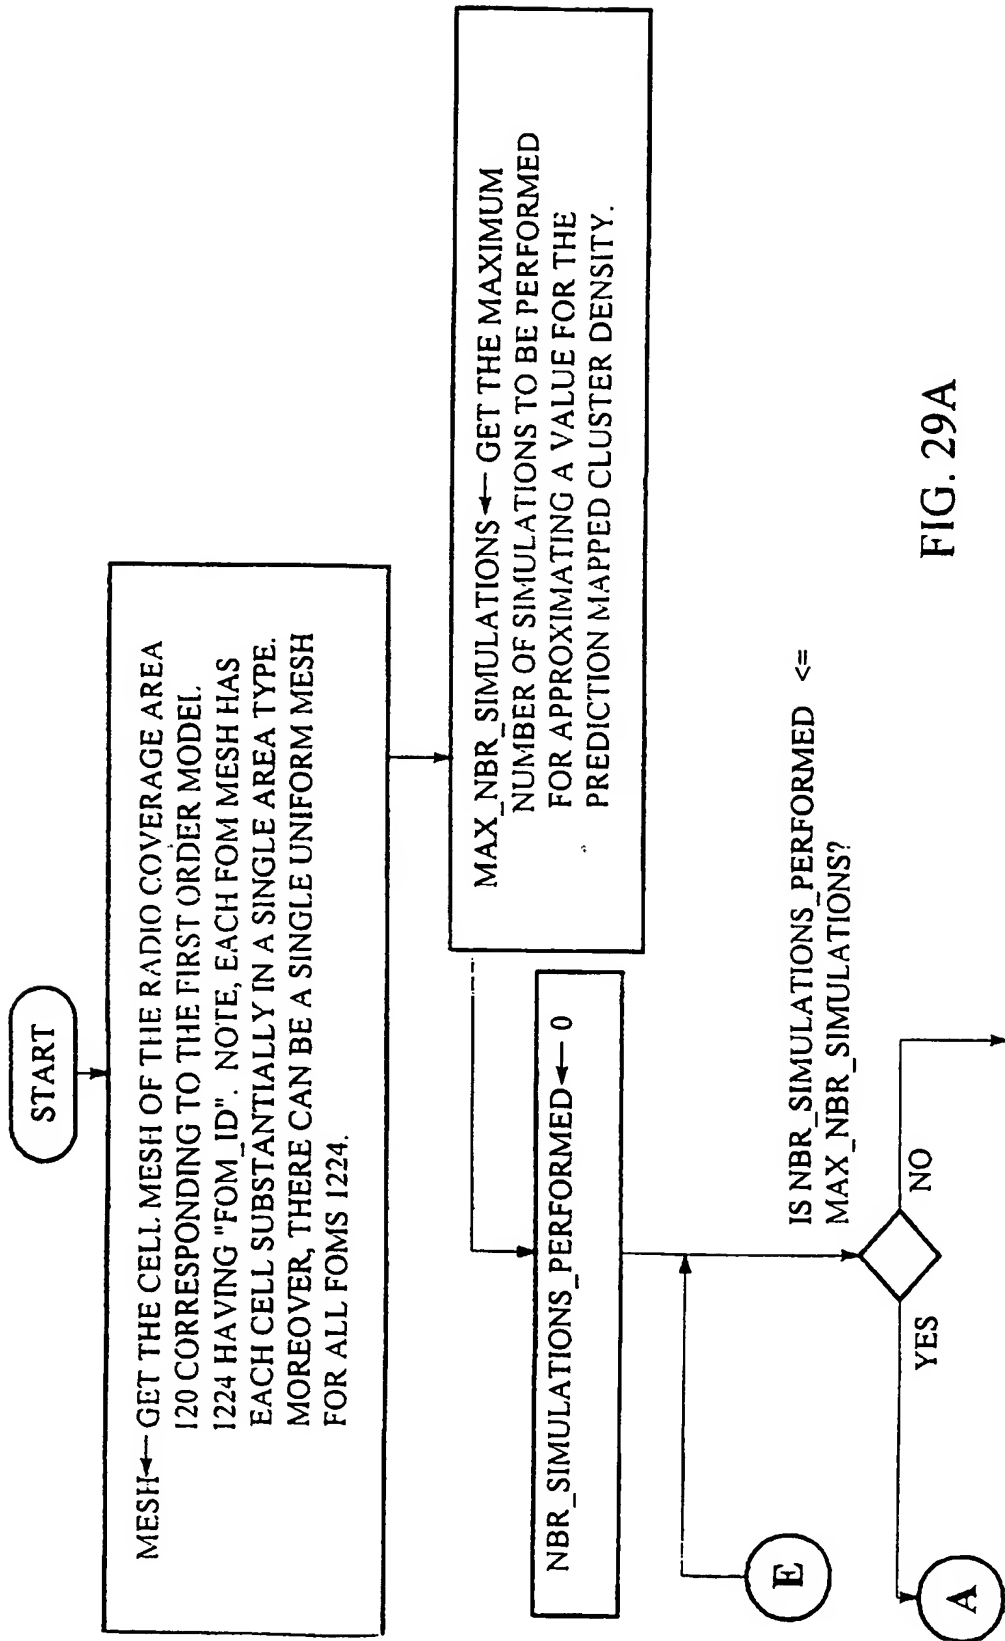 START
MESH ← GET THE CELL MESH OF THE RADIO COVERAGE AREA
120 CORRESPONDING TO THE FIRST ORDER MODEL
1224 HAVING "FOM_ID". NOTE, EACH FOM MESH HAS
EACH CELL SUBSTANTIALLY IN A SINGLE AREA TYPE.
MOREOVER, THERE CAN BE A SINGLE UNIFORM MESH
FOR ALL FOMS 1224.
MAX_NBR_SIMULATIONS ← GET THE MAXIMUM
NUMBER OF SIMULATIONS TO BE PERFORMED
FOR APPROXIMATING A VALUE FOR THE
PREDICTION MAPPED CLUSTER DENSITY.
NBR_SIMULATIONS_PERFORMED ← 0
IS NBR_SIMULATIONS_PERFORMED <=
MAX_NBR_SIMULATIONS?
E
YES
NO
A
FIG. 29A